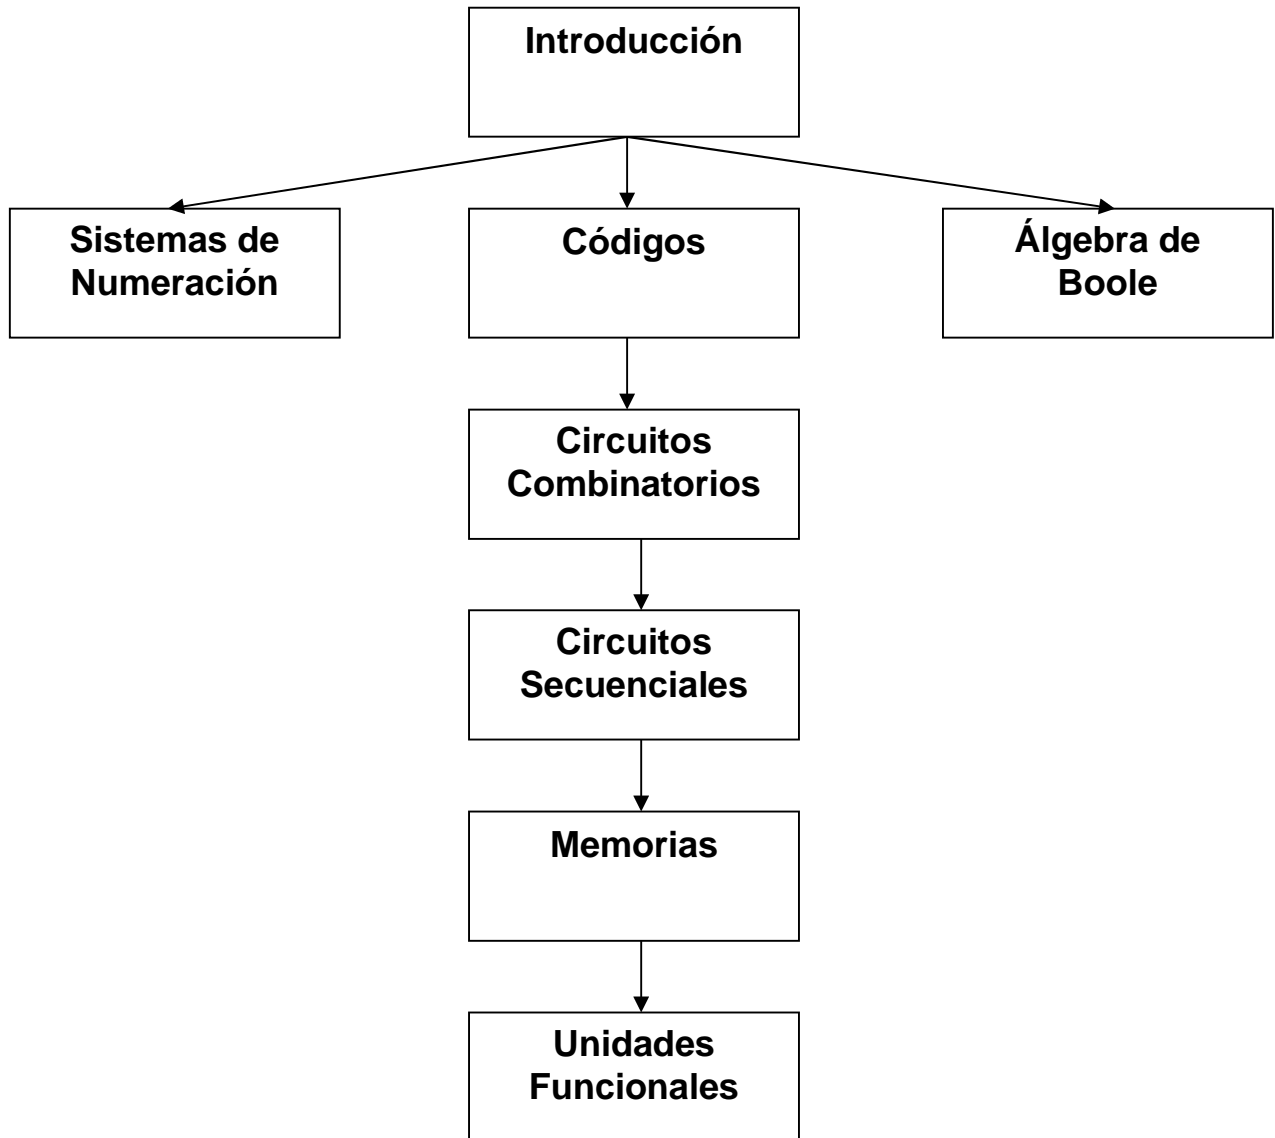 Introducción
Sistemas de
Numeración
Códigos
Álgebra de
Boole
Circuitos
Combinatorios
Circuitos
Secuenciales
Memorias
Unidades
Funcionales